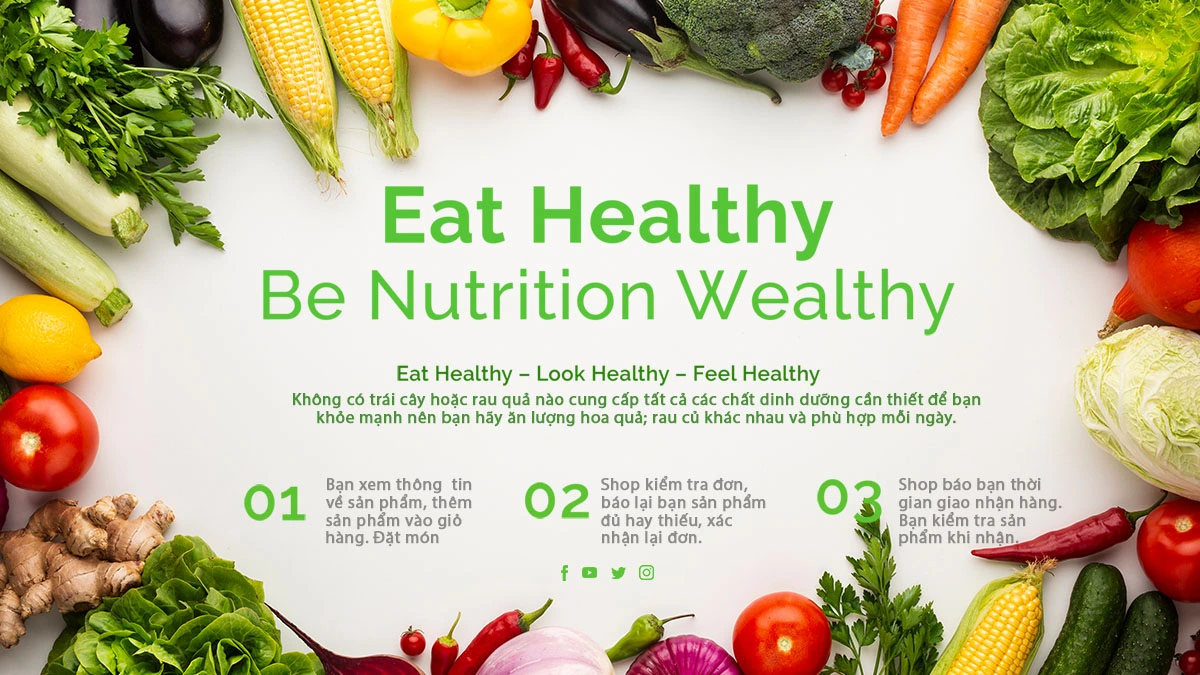 Eat Healthy
Be Nutrition Wealthy
Eat Healthy – Look Healthy – Feel Healthy
Không có trái cây hoặc rau quả nào cung cấp tất cả các chất dinh dưỡng cần thiết để bạn
khỏe mạnh nên bạn hãy ăn lượng hoa quả; rau củ khác nhau và phù hợp mỗi ngày.
01
Bạn xem thông tin
về sản phẩm, thêm
sản phẩm vào giỏ
hàng. Đặt món
02
Shop kiểm tra đơn,
báo lại bạn sản phẩm
đủ hay thiếu, xác
nhận lại đơn.
03
Shop báo bạn thời
gian giao nhận hàng.
Bạn kiểm tra sản
phẩm khi nhận.